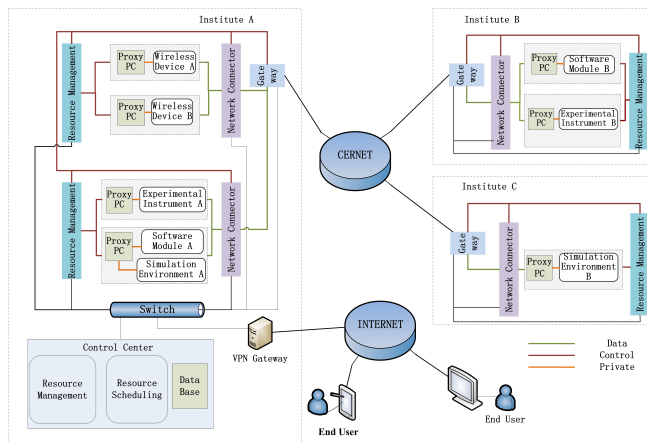 Institute A
Resource Management
Proxy
PC
Wireless
Device A
Proxy
PC
Wireless
Device B
Network Connector
Gate
way
Resource Management
Proxy
PC
Experimental
Instrument A
Proxy
PC
Software
Module A
Simulation
Environment A
Network Connector
Switch
Control Center
Resource
Management
Resource
Scheduling
Data
Base
VPN Gateway
CERNET
INTERNET
End User
End User
Institute B
Gate
way
Network Connector
Proxy
PC
Software
Module B
Proxy
PC
Experimental
Instrument B
Resource Management
Institute C
Gate
way
Network Connector
Proxy
PC
Simulation
Environment
B
Resource Management
Data
Control
Private